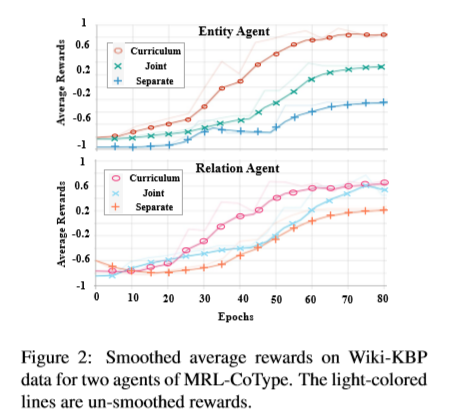 Entity Agent
Average Rewards
1
0.6
0.2
-0.2
-0.6
-1
Curriculum
Joint
Separate
Relation Agent
Average Rewards
1
0.6
0.2
-0.2
-0.6
-1
Curriculum
Joint
Separate
0 10 20 30 40 50 60 70 80
Epochs
Figure 2: Smoothed average rewards on Wiki-KBP
data for two agents of MRL-CoType. The light-colored
lines are un-smoothed rewards.